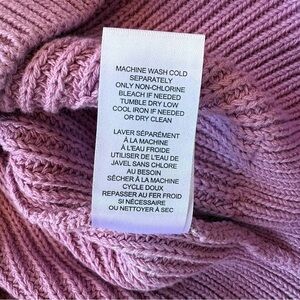 MACHINE WASH COLD
SEPARATELY
ONLY NON-CHLORINE
BLEACH IF NEEDED
TUMBLE DRY LOW
COOL IRON IF NEEDED
OR DRY CLEAN
LAVER SÉPARÉMENT
À LA MACHINE
À L'EAU FROIDE
UTILISER DE L'EAU DE
JAVEL SANS CHLORE
AU BESOIN
SÉCHER À LA MACHINE
CYCLE DOUX
REPASSER AU FER FROID
SI NÉCESSAIRE
OU NETTOYER À SEC